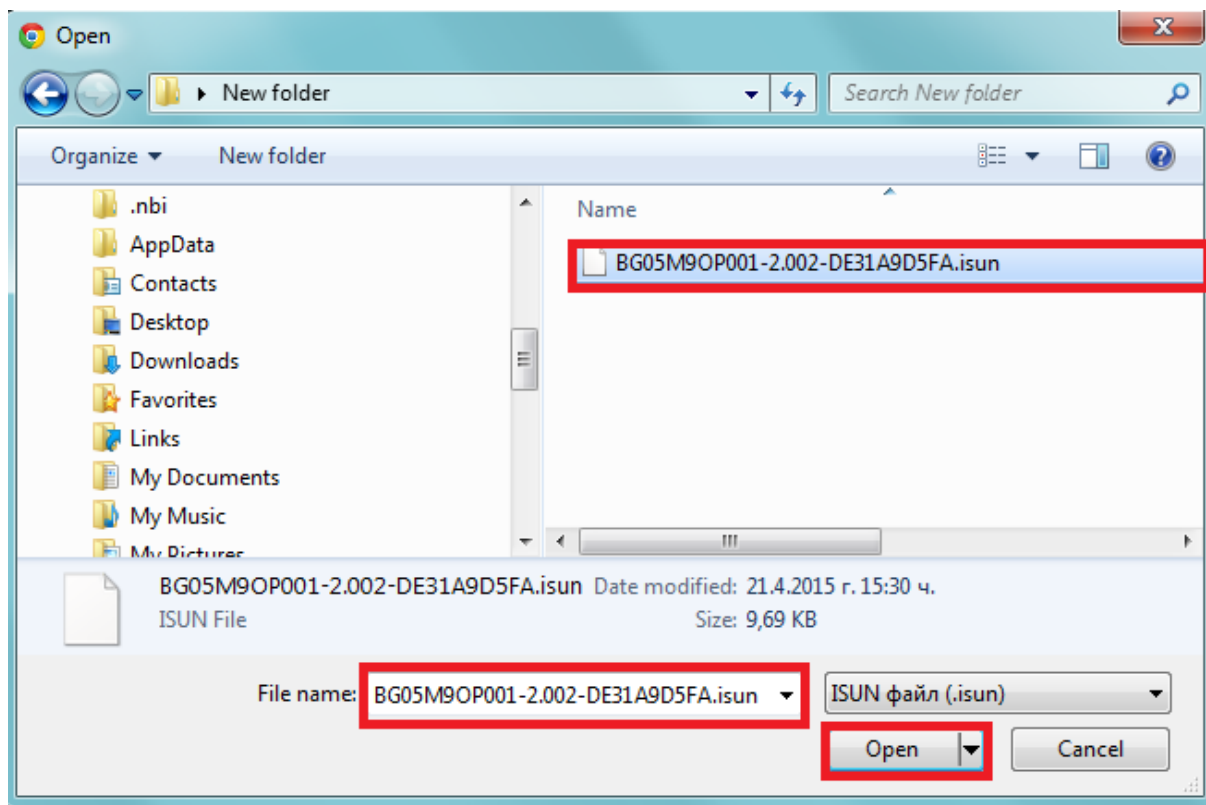 Open
New folder
Search New folder
Organize
New folder
.nbi
AppData
Contacts
Desktop
Downloads
Favorites
Links
My Documents
My Music
My Pictures
Name
BG05M9OP001-2.002-DE31A9D5FA.isun
BG05M9OP001-2.002-DE31A9D5FA.isun Date modified: 21.4.2015 г. 15:30 ч.
ISUN File Size: 9,69 KB
File name: BG05M9OP001-2.002-DE31A9D5FA.isun ISUN файл (.isun)
Open Cancel